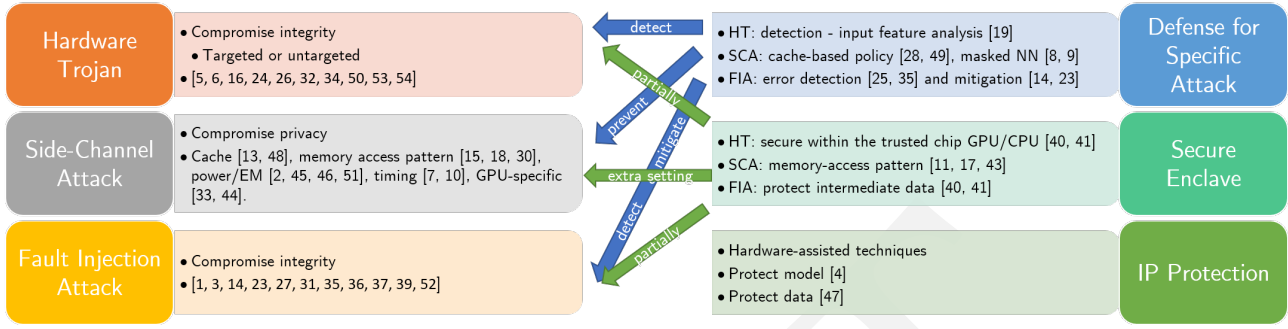 Hardware
Trojan
• Compromise integrity
• Targeted or untargeted
• [5, 6, 16, 24, 26, 32, 34, 50, 53, 54]
Side-Channel
Attack
• Compromise privacy
• Cache [13, 48], memory access pattern [15, 18, 30],
power/EM [2, 45, 46, 51], timing [7, 10], GPU-specific
[33, 44].
Fault Injection
Attack
• Compromise integrity
• [1, 3, 14, 23, 27, 31, 35, 36, 37, 39, 52]
detect
partially
prevent
mitigate
extra setting
detect
partially
• HT: detection - input feature analysis [19]
• SCA: cache-based policy [28, 49], masked NN [8, 9]
• FIA: error detection [25, 35] and mitigation [14, 23]
Defense for
Specific
Attack
• HT: secure within the trusted chip GPU/CPU [40, 41]
• SCA: memory-access pattern [11, 17, 43]
• FIA: protect intermediate data [40, 41]
Secure
Enclave
• Hardware-assisted techniques
• Protect model [4]
• Protect data [47]
IP Protection